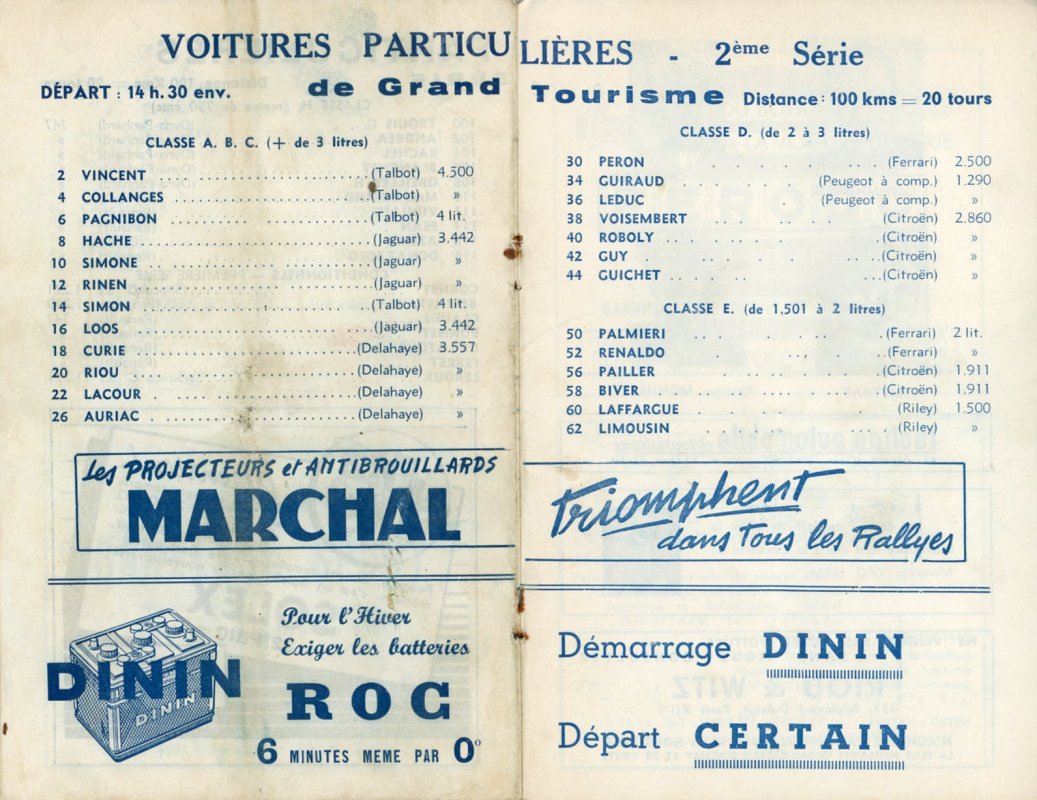 VOITURES PARTICULIÈRES - 2ème Série
de Grand Tourisme
DÉPART : 14 h. 30 env.
Distance : 100 kms = 20 tours
CLASSE A. B. C. (+ de 3 litres)
2 VINCENT (Talbot) 4.500
4 COLLANGES (Talbot) »
6 PAGNIBON (Talbot) 4 lit.
8 HACHE (Jaguar) 3.442
10 SIMONE (Jaguar) »
12 RINEN (Jaguar) »
14 SIMON (Talbot) 4 lit.
16 LOOS (Jaguar) 3.442
18 CURIE (Delahaye) 3.557
20 RIOU (Delahaye) »
22 LACOUR (Delahaye) »
26 AURIAC (Delahaye) »
CLASSE D. (de 2 à 3 litres)
30 PERON (Ferrari) 2.500
34 GUIRAUD (Peugeot à comp.) 1.290
36 LEDUC (Peugeot à comp.) »
38 VOISEMBERT (Citroën) 2.860
40 ROBOLY (Citroën) »
42 GUY (Citroën) »
44 GUICHET (Citroën) »
CLASSE E. (de 1,501 à 2 litres)
50 PALMIERI (Ferrari) 2 lit.
52 RENALDO (Ferrari) »
56 PAILLER (Citroën) 1.911
58 BIVER (Citroën) 1.911
60 LAFFARGUE (Riley) 1.500
62 LIMOUSIN (Riley) »
Les PROJECTEURS et ANTIBROUILLARDS
MARCHAL
Triomphent
dans Tous les Rallyes
DININ
DININ
Pour l'Hiver
Exiger les batteries
ROC
6 MINUTES MEME PAR 0°
Démarrage DININ
Départ CERTAIN